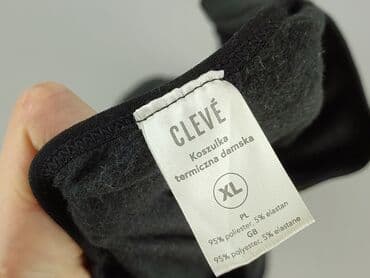 CLEVÉ
Koszulka
termiczna damska
XL
PL
95% poliester, 5% elastan
GB
95% polyester, 5% elastane